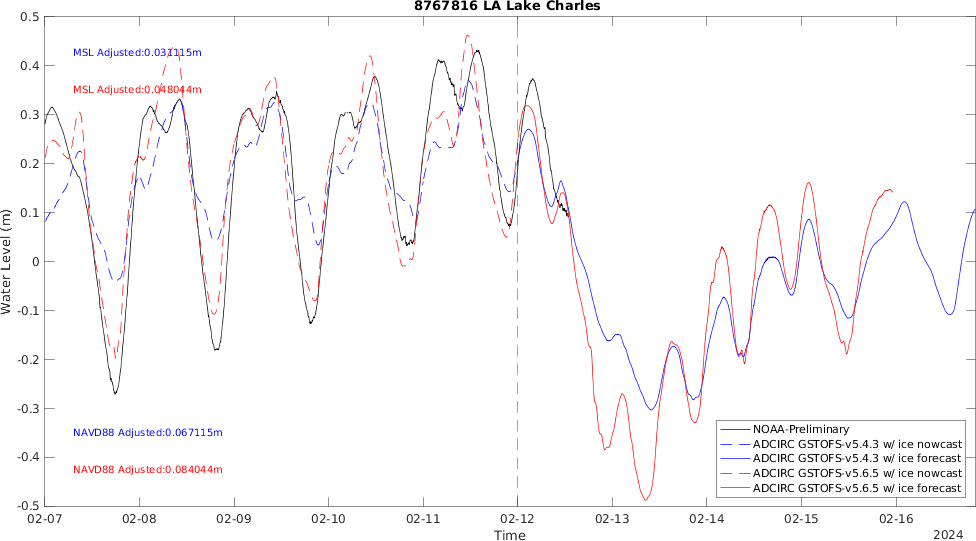 8767816 LA Lake Charles
0.5
0.4
0.3
0.2
0.1
0
-0.1
-0.2
-0.3
-0.4
-0.5
Water Level (m)
MSL Adjusted:0.031115m
MSL Adjusted:0.048044m
NAVD88 Adjusted:0.067115m
NAVD88 Adjusted:0.084044m
NOAA-Preliminary
ADCIRC GSTOFS-v5.4.3 w/ ice nowcast
ADCIRC GSTOFS-v5.4.3 w/ ice forecast
ADCIRC GSTOFS-v5.6.5 w/ ice nowcast
ADCIRC GSTOFS-v5.6.5 w/ ice forecast
02-07 02-08 02-09 02-10 02-11 02-12 02-13 02-14 02-15 02-16
Time
2024